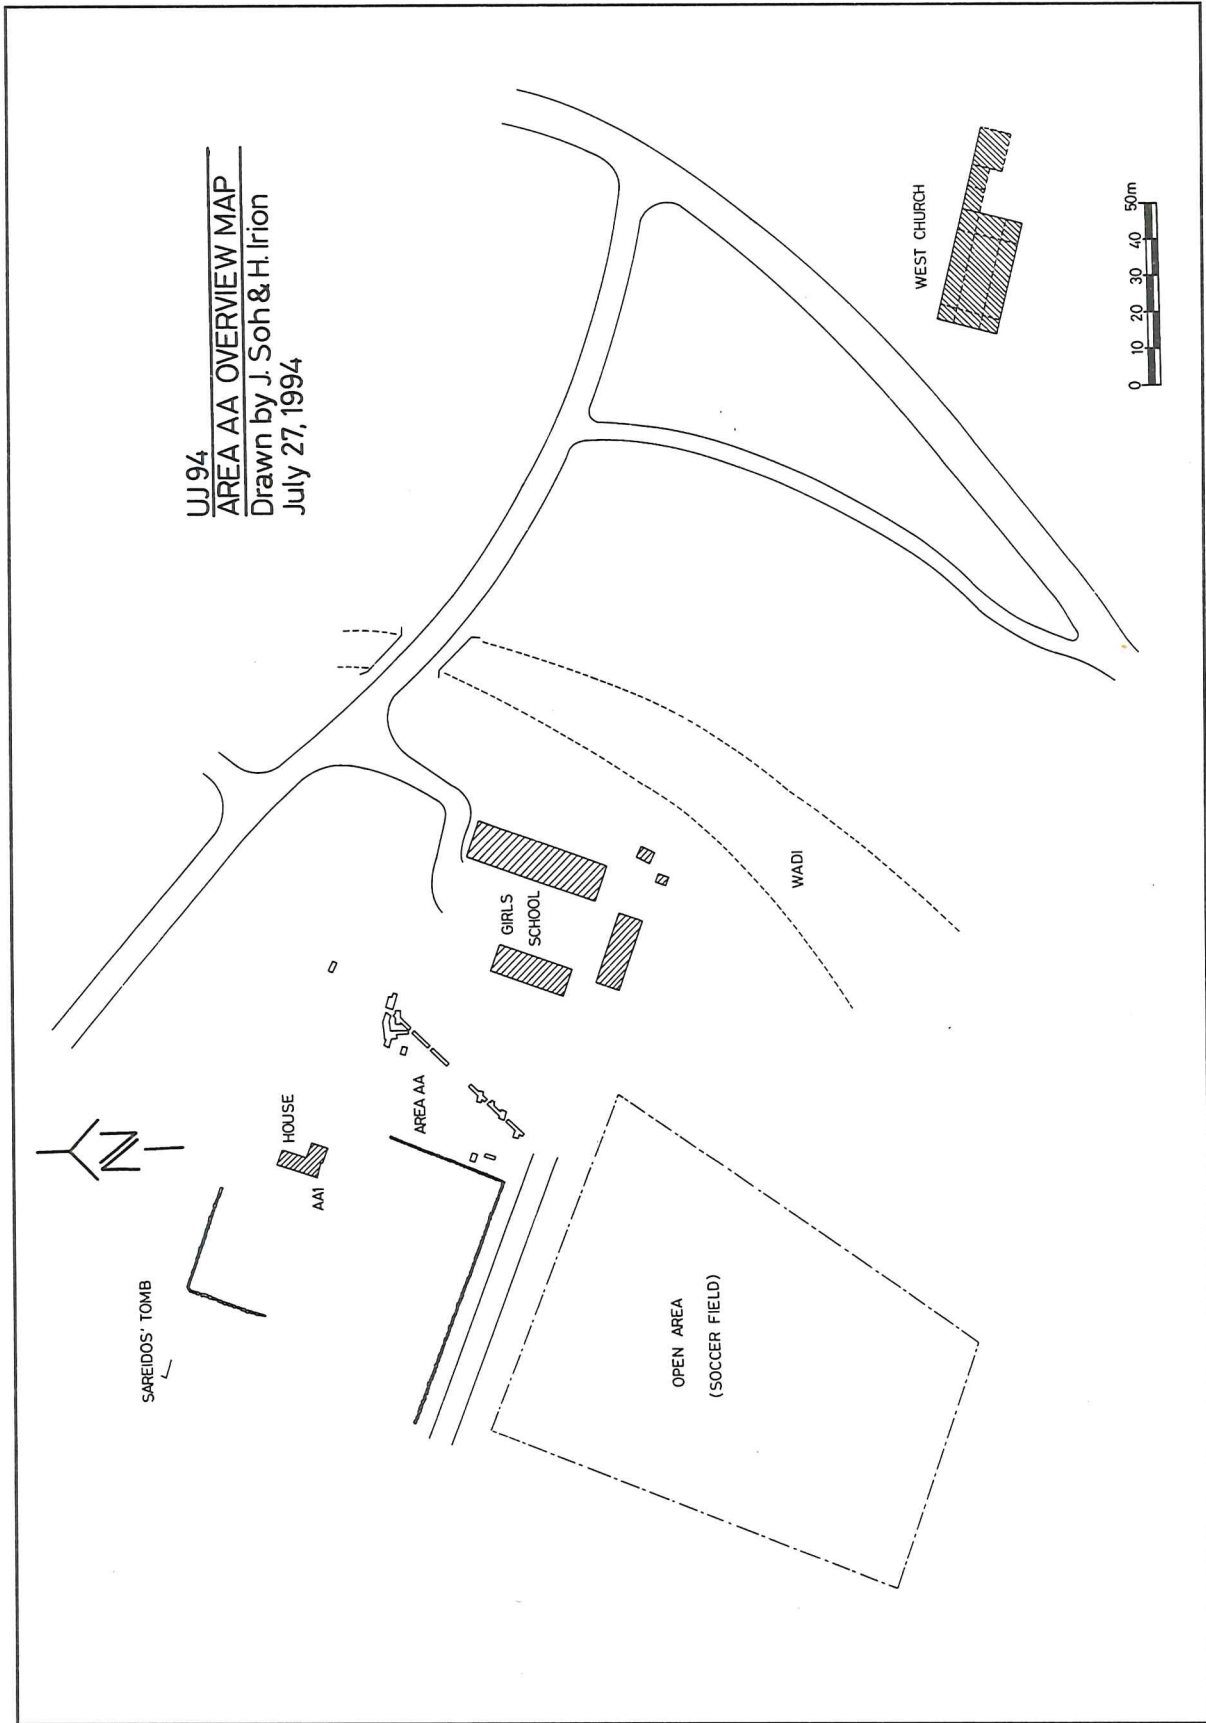 UJ 94
AREA AA OVERVIEW MAP
Drawn by J. Soh & H. Irion
July 27, 1994
SAREIDOS' TOMB
AA1
HOUSE
N
AREA AA
GIRLS
SCHOOL
WADI
OPEN AREA
(SOCCER FIELD)
WEST CHURCH
0 10 20 30 40 50m